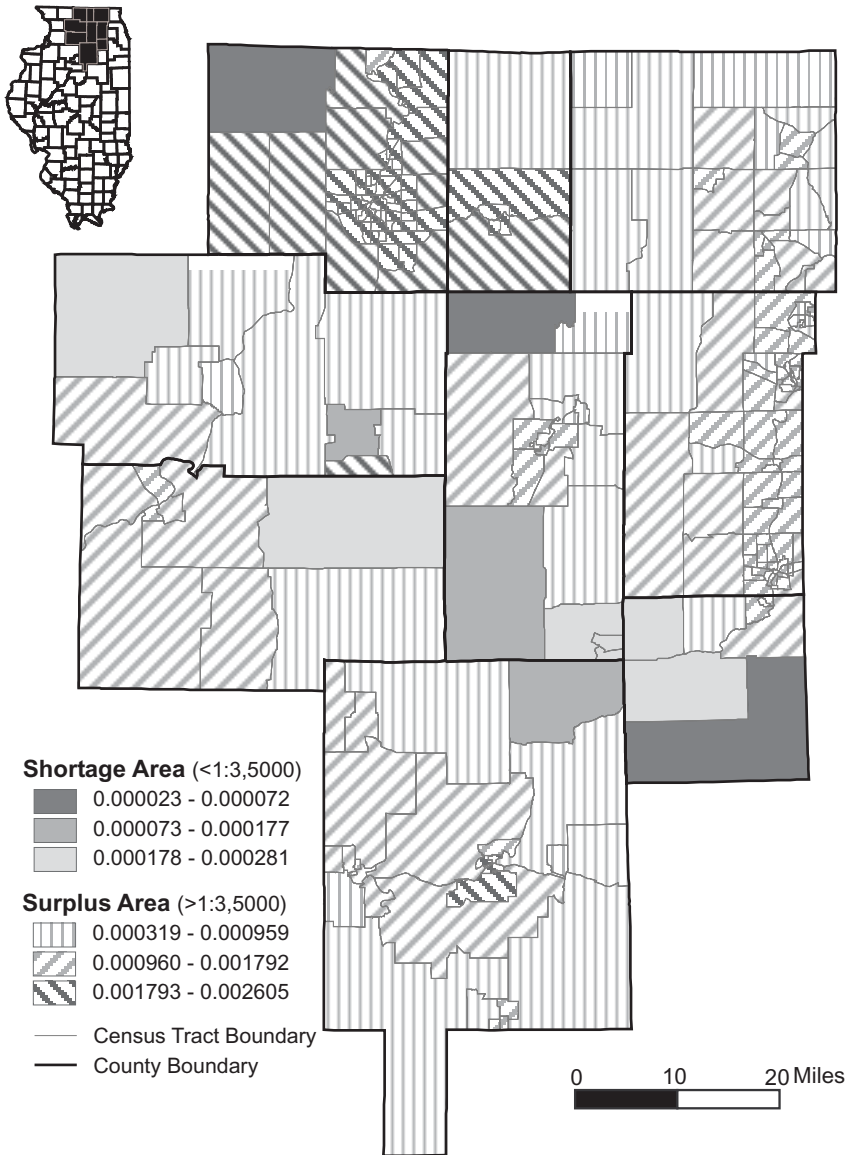 Shortage Area (<1:3,5000)
0.000023 - 0.000072
0.000073 - 0.000177
0.000178 - 0.000281
Surplus Area (>1:3,5000)
0.000319 - 0.000959
0.000960 - 0.001792
0.001793 - 0.002605
Census Tract Boundary
County Boundary
0 10 20 Miles